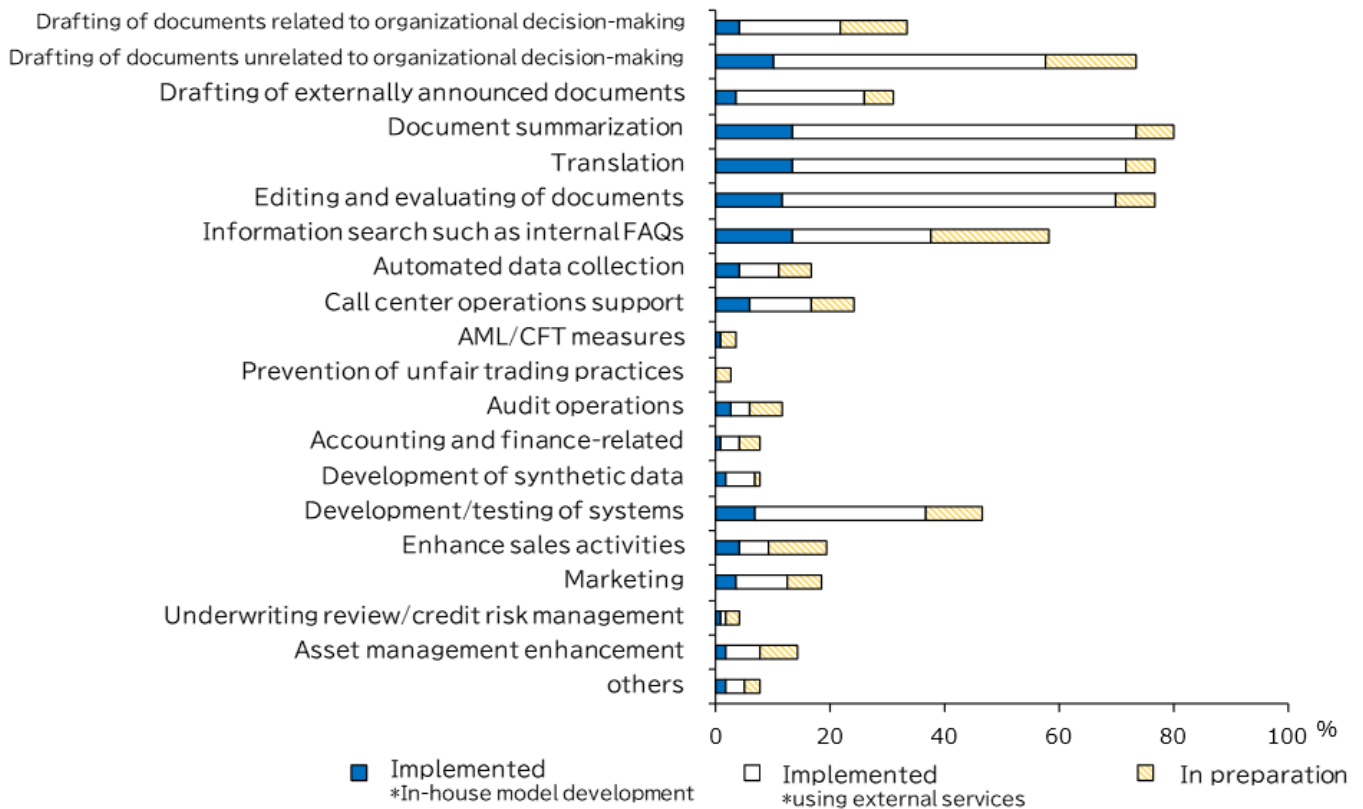 Drafting of documents related to organizational decision-making
Drafting of documents unrelated to organizational decision-making
Drafting of externally announced documents
Document summarization
Translation
Editing and evaluating of documents
Information search such as internal FAQs
Automated data collection
Call center operations support
AML/CFT measures
Prevention of unfair trading practices
Audit operations
Accounting and finance-related
Development of synthetic data
Development/testing of systems
Enhance sales activities
Marketing
Underwriting review/credit risk management
Asset management enhancement
others
0 20 40 60 80 100 %
Implemented
*In-house model development
Implemented
*using external services
In preparation